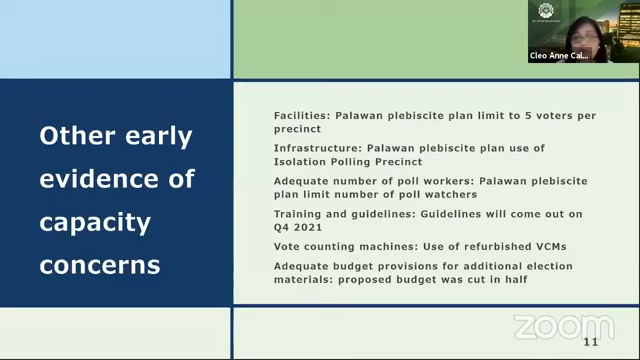 Cleo Anne Cal...
Other early
evidence of
capacity
concerns
Facilities: Palawan plebiscite plan limit to 5 voters per
precinct
Infrastructure: Palawan plebiscite plan use of
Isolation Polling Precinct
Adequate number of poll workers: Palawan plebiscite
plan limit number of poll watchers
Training and guidelines: Guidelines will come out on
Q4 2021
Vote counting machines: Use of refurbished VCMs
Adequate budget provisions for additional election
materials: proposed budget was cut in half
zoom
11